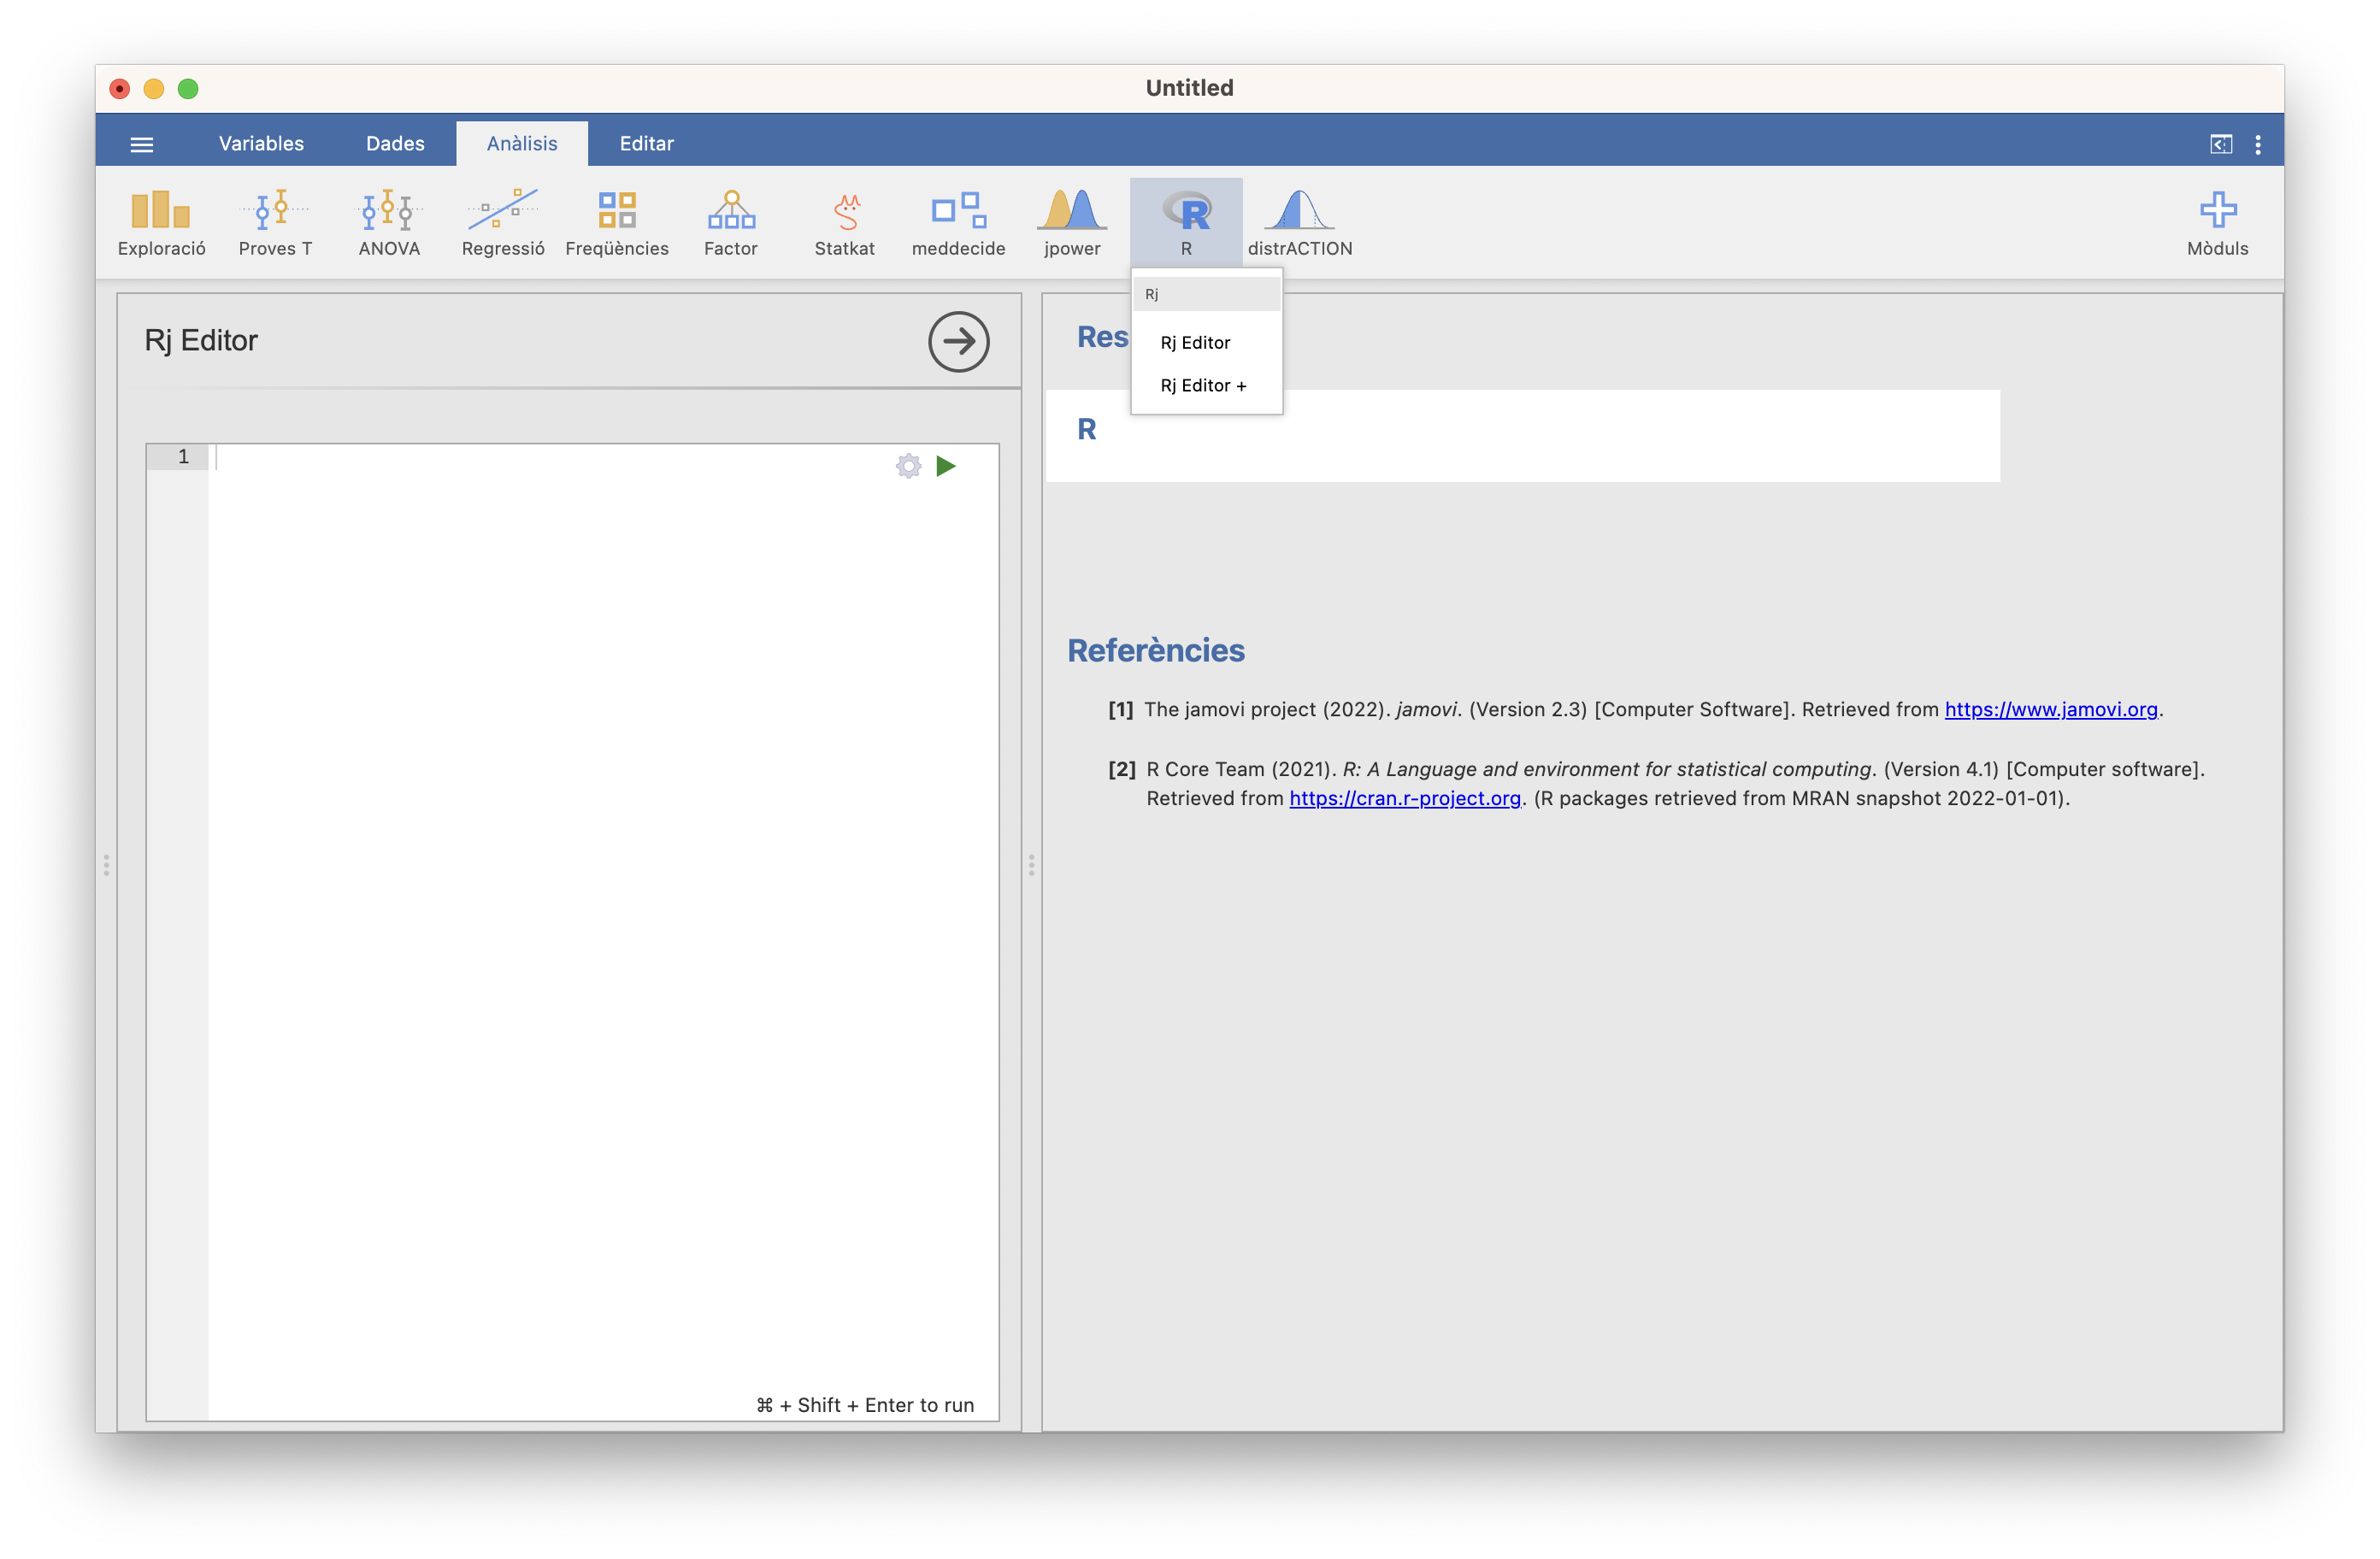 Untitled
Variables Dades Anàlisis Editar
Exploració Proves T ANOVA Regressió Freqüències Factor Statkat meddecide jpower R distrACTION Mòduls
Rj
Rj Editor
Rj Editor +
Rj Editor
1
⌘ + Shift + Enter to run
Res
R
Referències
[1] The jamovi project (2022). jamovi. (Version 2.3) [Computer Software]. Retrieved from https://www.jamovi.org.
[2] R Core Team (2021). R: A Language and environment for statistical computing. (Version 4.1) [Computer software].
Retrieved from https://cran.r-project.org. (R packages retrieved from MRAN snapshot 2022-01-01).